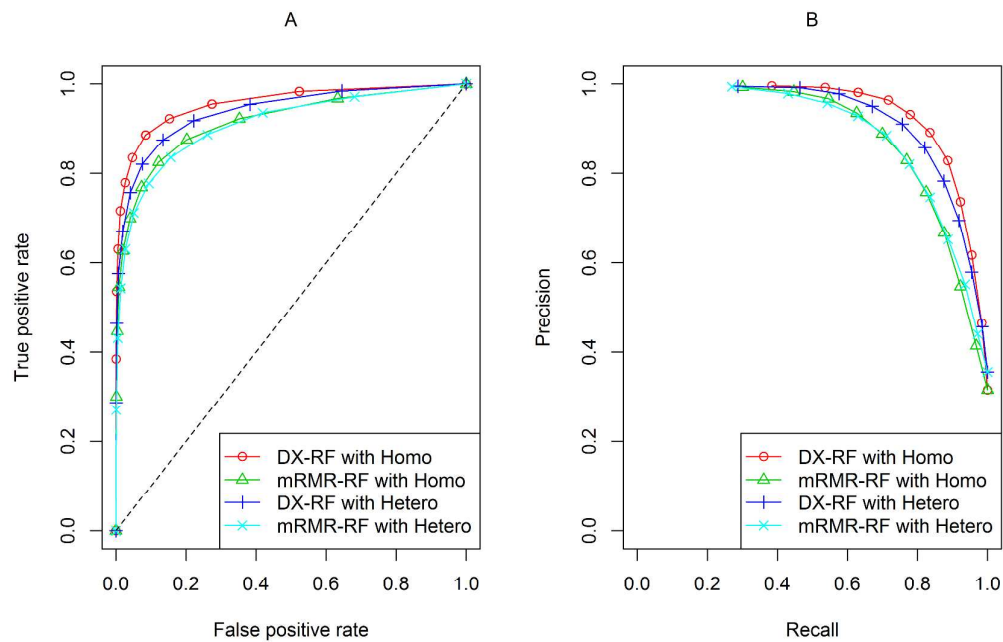 A
True positive rate
1.0
0.8
0.6
0.4
0.2
0.0
DX-RF with Homo
mRMR-RF with Homo
DX-RF with Hetero
mRMR-RF with Hetero
0.0 0.2 0.4 0.6 0.8 1.0
False positive rate
B
Precision
1.0
0.8
0.6
0.4
0.2
0.0
DX-RF with Homo
mRMR-RF with Homo
DX-RF with Hetero
mRMR-RF with Hetero
0.0 0.2 0.4 0.6 0.8 1.0
Recall